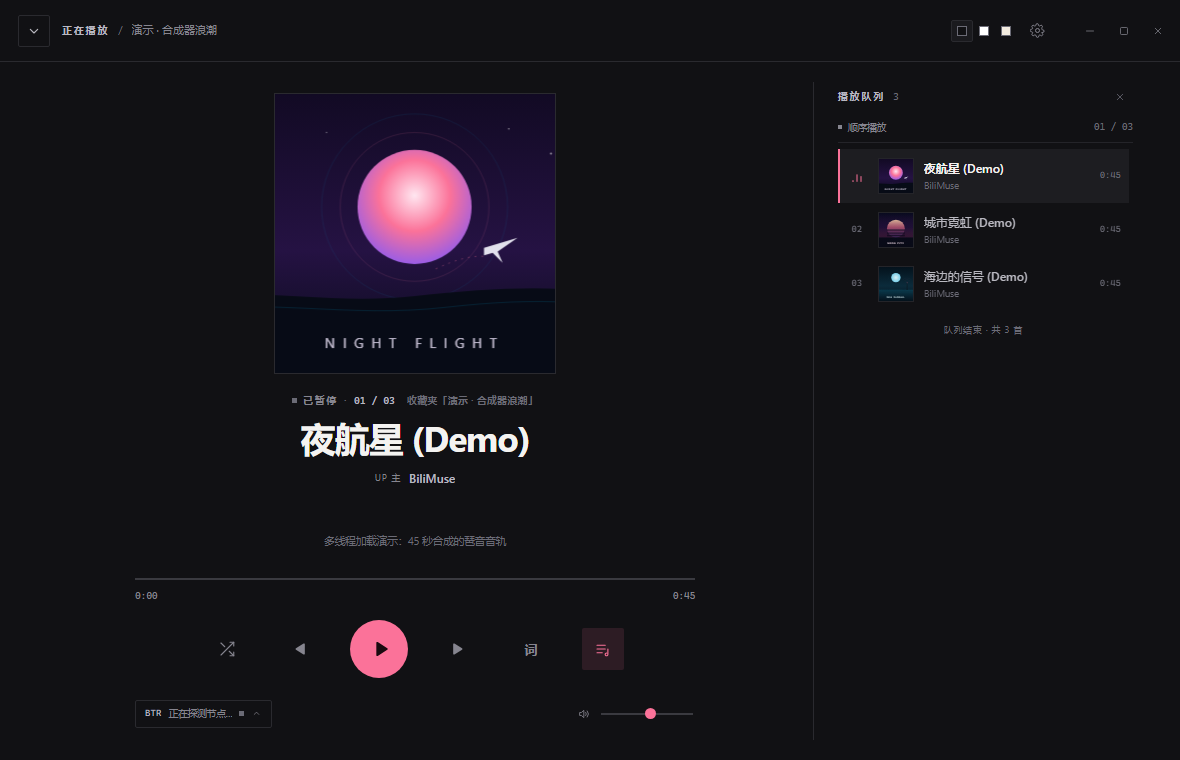 正在播放 / 演示 · 合成器浪潮
NIGHT FLIGHT
已暂停 · 01 / 03 收藏夹「演示 · 合成器浪潮」
夜航星 (Demo)
UP 主 BiliMuse
多线程加载演示: 45 秒合成的琶音音轨
0:00 0:45
词
BTR 正在探测节点…
播放队列 3
顺序播放 01 / 03
夜航星 (Demo)
BiliMuse
0:45
02
城市霓虹 (Demo)
BiliMuse
0:45
03
海边的信号 (Demo)
BiliMuse
0:45
队列结束 · 共 3 首